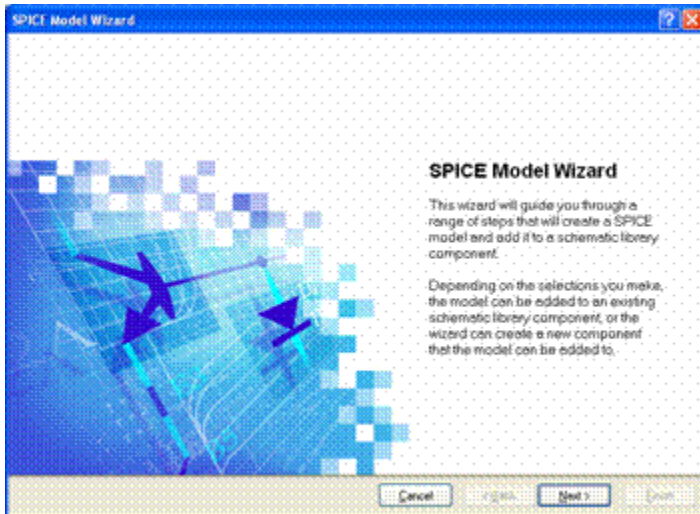 SPICE Model Wizard
SPICE Model Wizard
This wizard will guide you through a
range of steps that will create a SPICE
model and add it to a schematic library
component.
Depending on the selections you make,
the model can be added to an existing
schematic library component, or the
wizard can create a new component
that the model can be added to.
Cancel
Next >